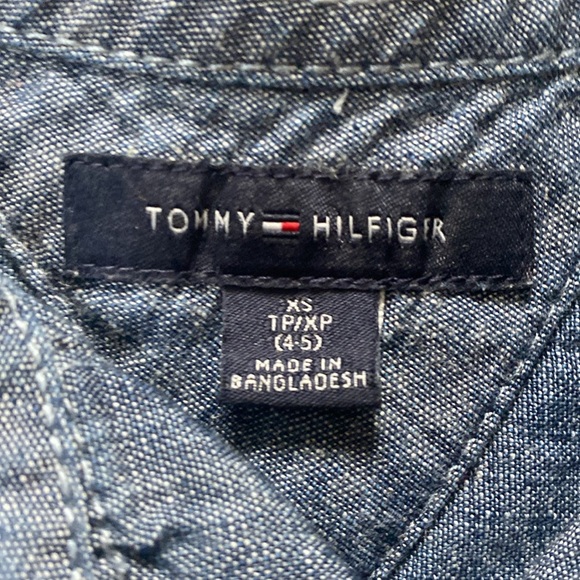 TOMMY HILFIGER
XS
TP/XP
(4-5)
MADE IN
BANGLADESH